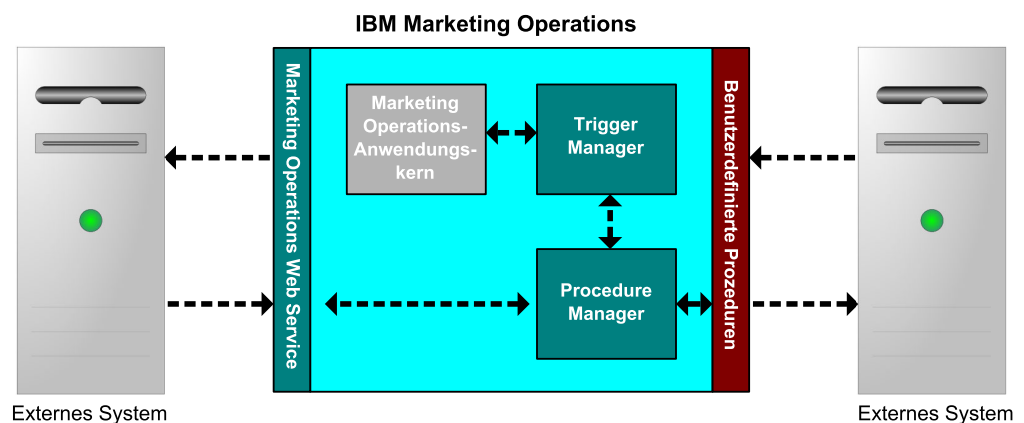 IBM Marketing Operations
Marketing Operations Web Service
Marketing
Operations-
Anwendungs-
kern
Trigger
Manager
Procedure
Manager
Benutzerdefinierte Prozeduren
Externes System
Externes System